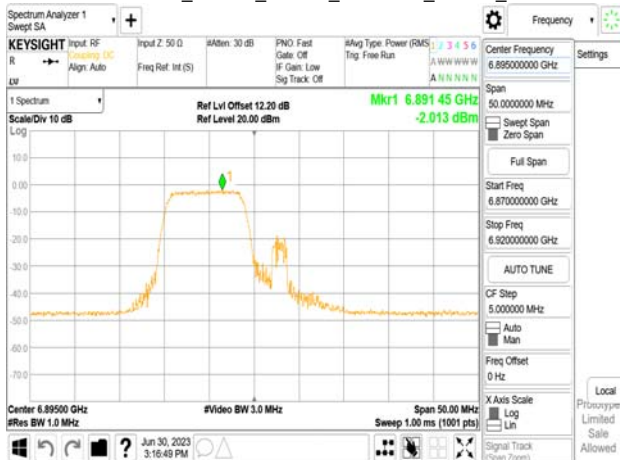 Spectrum Analyzer 1
Swept SA
+
Frequency
KEYSIGHT
R
Input: RF
Coupling: DC
Align: Auto
Input Z: 50 Ω
Freq Ref: Int (S)
#Atten: 30 dB
PNO: Fast
Gate: Off
IF Gain: Low
Sig Track: Off
#Avg Type: Power (RMS
Trig: Free Run
1 2 3 4 5 6
A W W W W W
A N N N N N
1 Spectrum
Scale/Div 10 dB
Log
Ref Lvl Offset 12.20 dB
Ref Level 20.00 dBm
Mkr1 6.891 45 GHz
-2.013 dBm
1
10.0
0.00
-10.0
-20.0
-30.0
-40.0
-50.0
-60.0
-70.0
Center 6.89500 GHz
#Res BW 1.0 MHz
#Video BW 3.0 MHz
Span 50.00 MHz
Sweep 1.00 ms (1001 pts)
?
Jun 30, 2023
3:16:49 PM
Center Frequency
6.895000000 GHz
Settings
Span
50.0000000 MHz
Swept Span
Zero Span
Full Span
Start Freq
6.870000000 GHz
Stop Freq
6.920000000 GHz
AUTO TUNE
CF Step
5.000000 MHz
Auto
Man
Freq Offset
0 Hz
X Axis Scale
Log
Lin
Signal Track
(Span Zoom)
Local
Prototype
Limited
Sale
Allowed